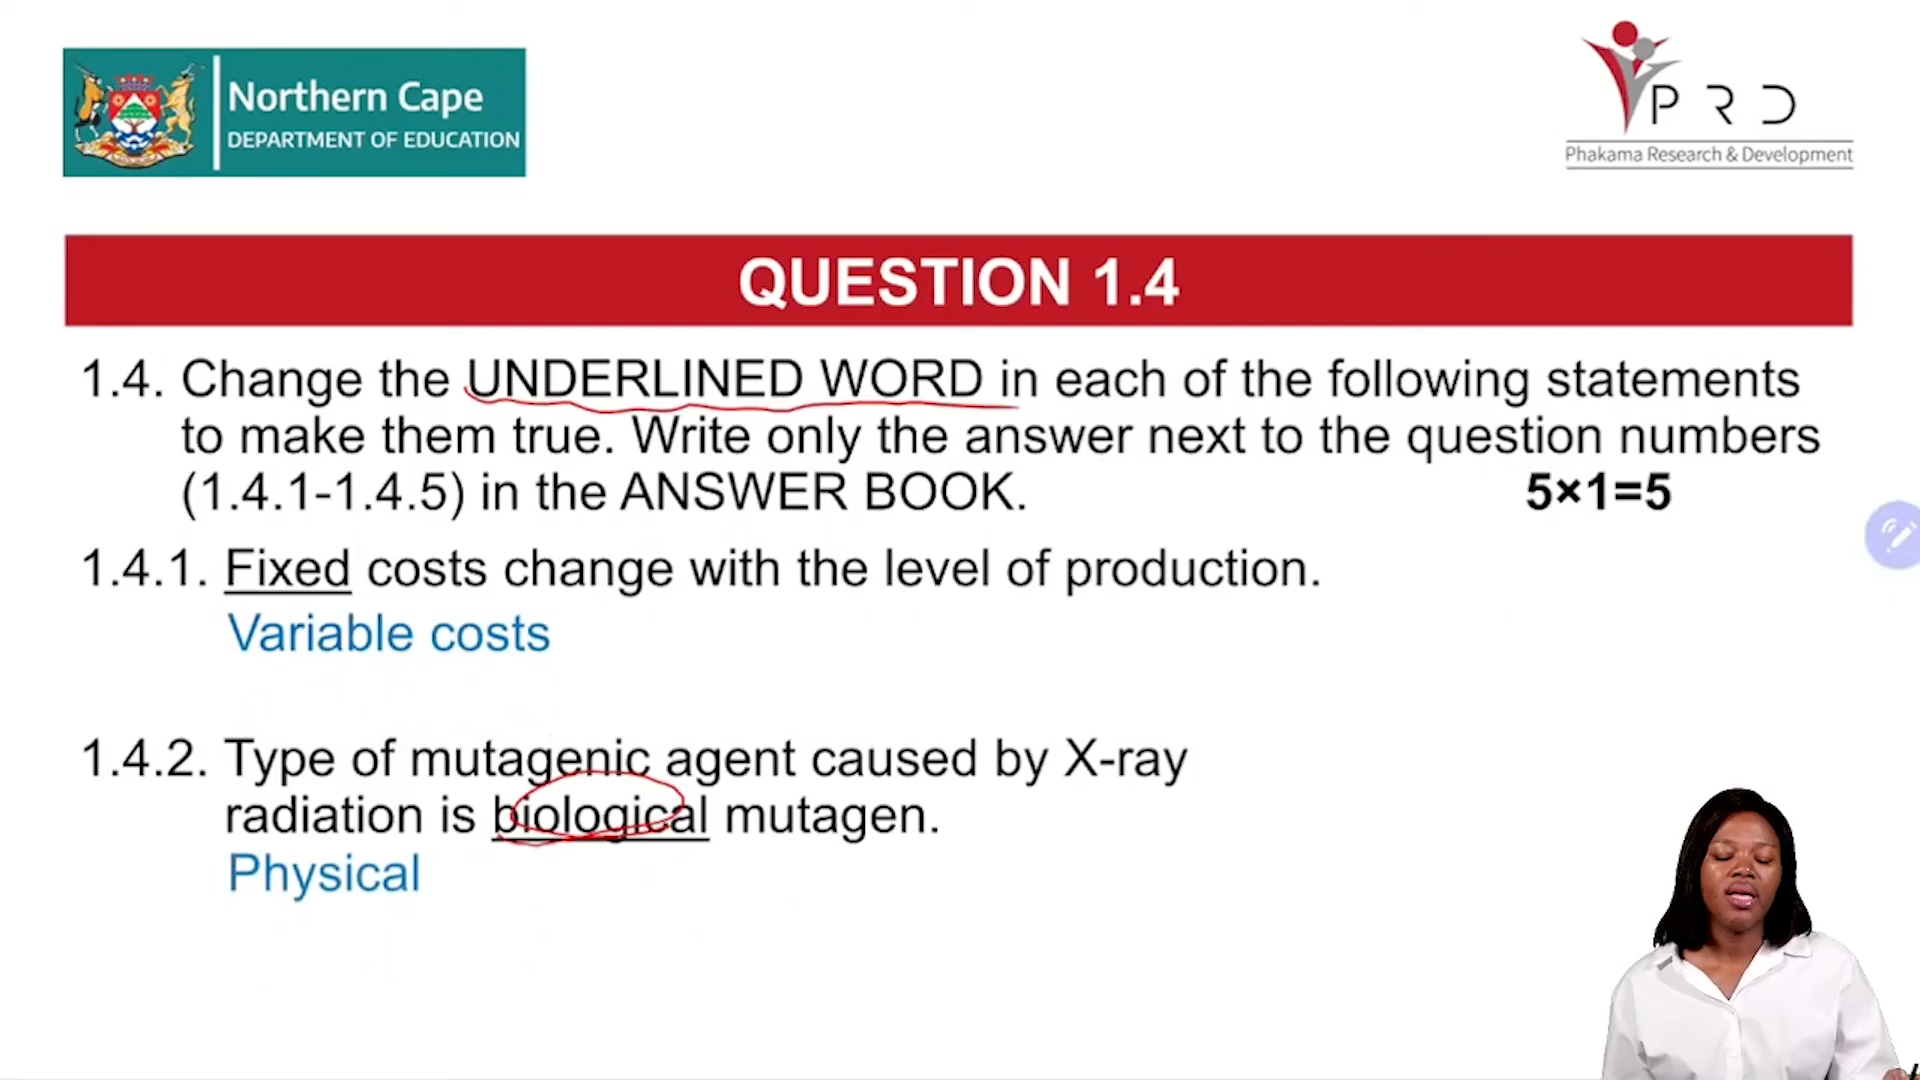 Northern Cape
DEPARTMENT OF EDUCATION
PRD
Phakama Research & Development
QUESTION 1.4
1.4. Change the UNDERLINED WORD in each of the following statements
to make them true. Write only the answer next to the question numbers
(1.4.1-1.4.5) in the ANSWER BOOK. 5×1=5
1.4.1. Fixed costs change with the level of production.
Variable costs
1.4.2. Type of mutagenic agent caused by X-ray
radiation is biological mutagen.
Physical